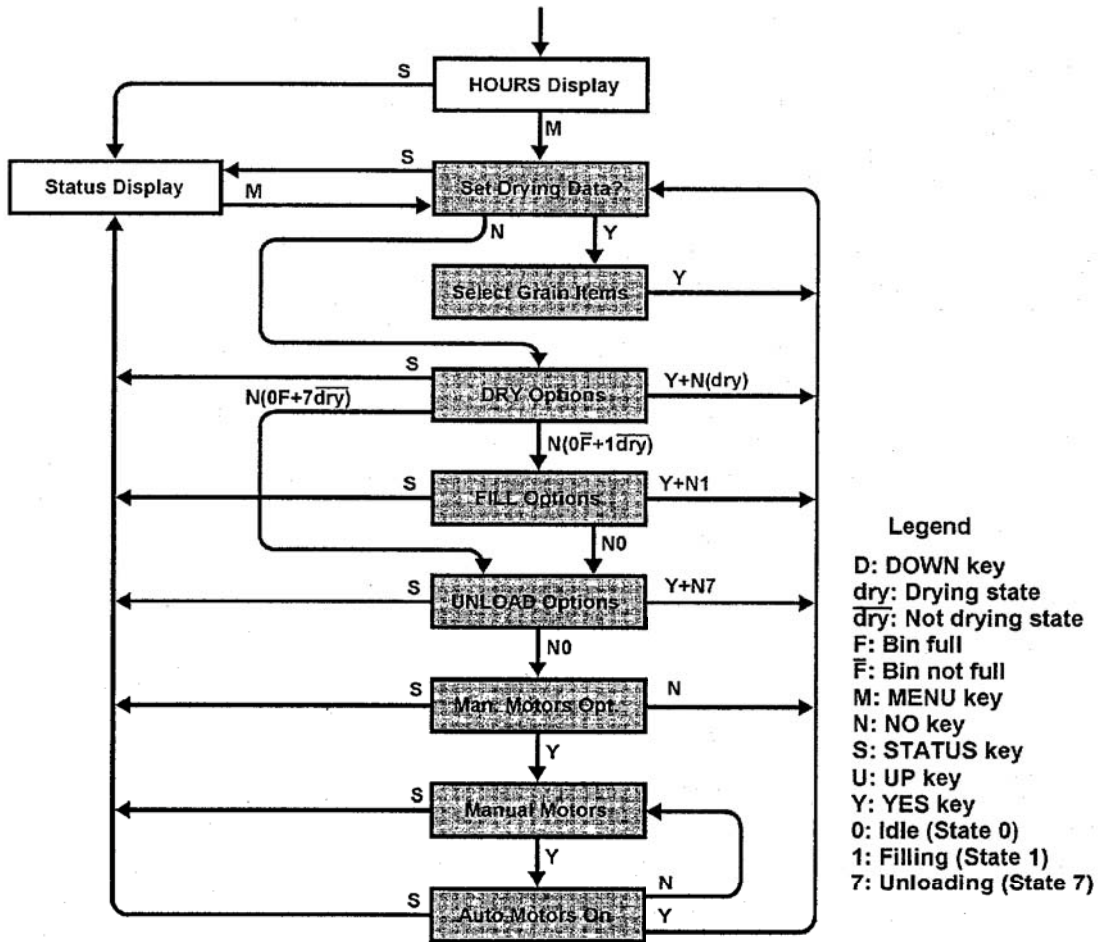 S
HOURS Display
M
Status Display
S
M
Set Drying Data?
N
Y
Select Grain Items
Y
S
DRY Options
Y+N(dry)
N(0F+7d̅r̅y̅)
N(0F̅+1d̅r̅y̅)
S
FILL Options
Y+N1
N0
S
UNLOAD Options
Y+N7
N0
S
Man. Motors Opt.
N
Y
S
Manual Motors
Y
S
Auto Motors On
N
Y
Legend
D: DOWN key
dry: Drying state
d̅r̅y̅: Not drying state
F: Bin full
F̅: Bin not full
M: MENU key
N: NO key
S: STATUS key
U: UP key
Y: YES key
0: Idle (State 0)
1: Filling (State 1)
7: Unloading (State 7)